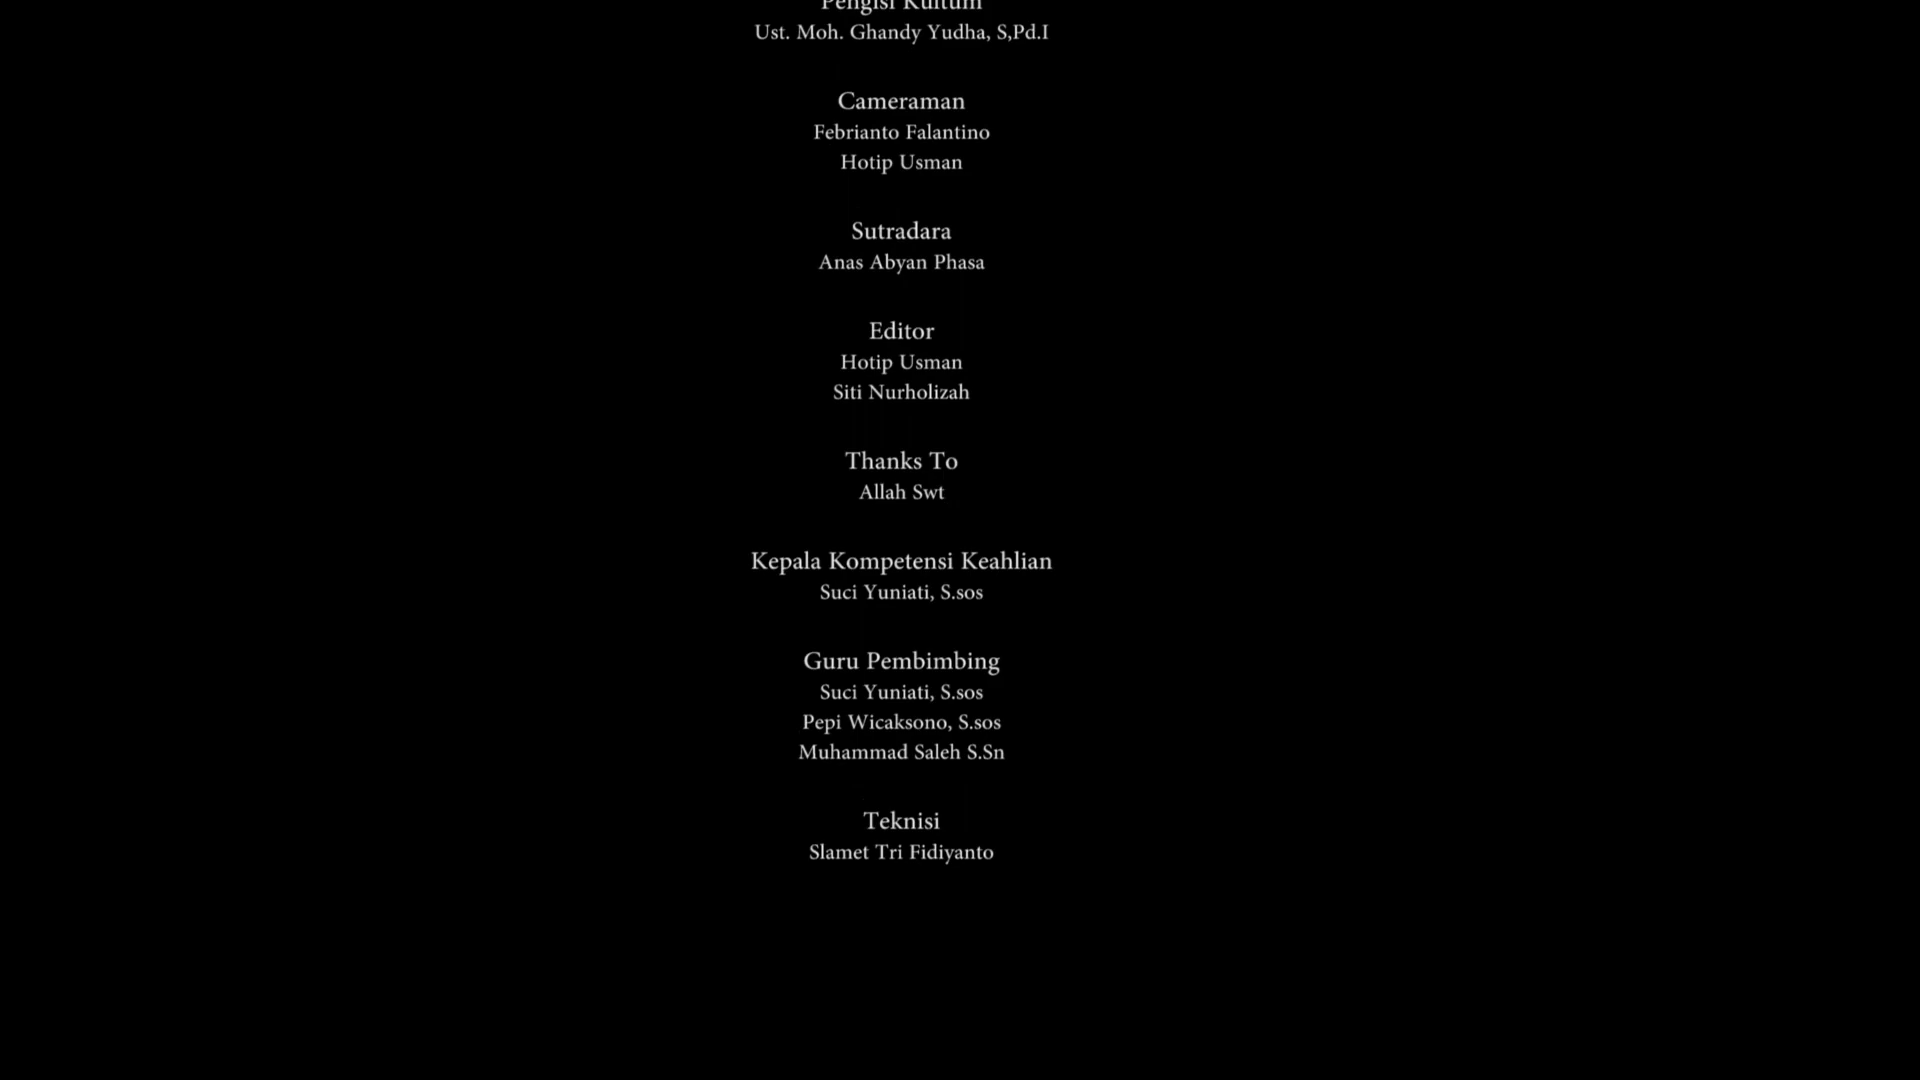 Pengisi Kultum
Ust. Moh. Ghandy Yudha, S,Pd.I
Cameraman
Febrianto Falantino
Hotip Usman
Sutradara
Anas Abyan Phasa
Editor
Hotip Usman
Siti Nurholizah
Thanks To
Allah Swt
Kepala Kompetensi Keahlian
Suci Yuniati, S.sos
Guru Pembimbing
Suci Yuniati, S.sos
Pepi Wicaksono, S.sos
Muhammad Saleh S.Sn
Teknisi
Slamet Tri Fidiyanto